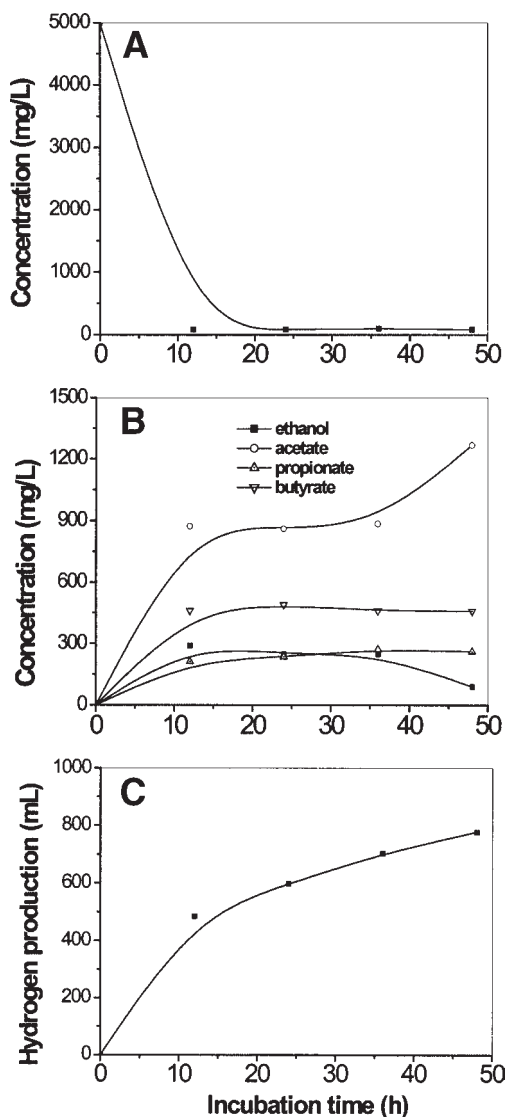 A
Concentration (mg/L)
5000
4000
3000
2000
1000
0
0 10 20 30 40 50
B
Concentration (mg/L)
1500
1200
900
600
300
0
ethanol
acetate
propionate
butyrate
0 10 20 30 40 50
C
Hydrogen production (mL)
1000
800
600
400
200
0
0 10 20 30 40 50
Incubation time (h)